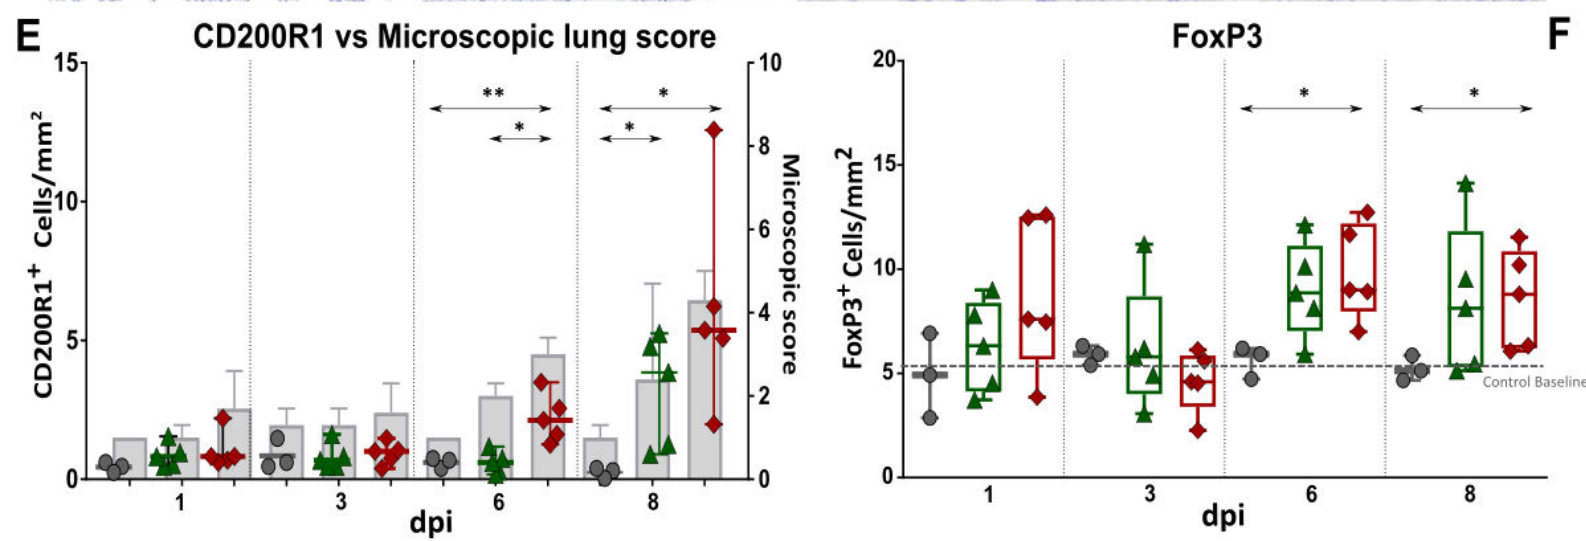 E
CD200R1 vs Microscopic lung score
15
10
5
0
CD200R1+ Cells/mm2
10
8
6
4
2
0
Microscopic score
** * * *
1 3 6 8
dpi
FoxP3
F
20
15
10
5
0
FoxP3+ Cells/mm2
* *
Control Baseline
1 3 6 8
dpi